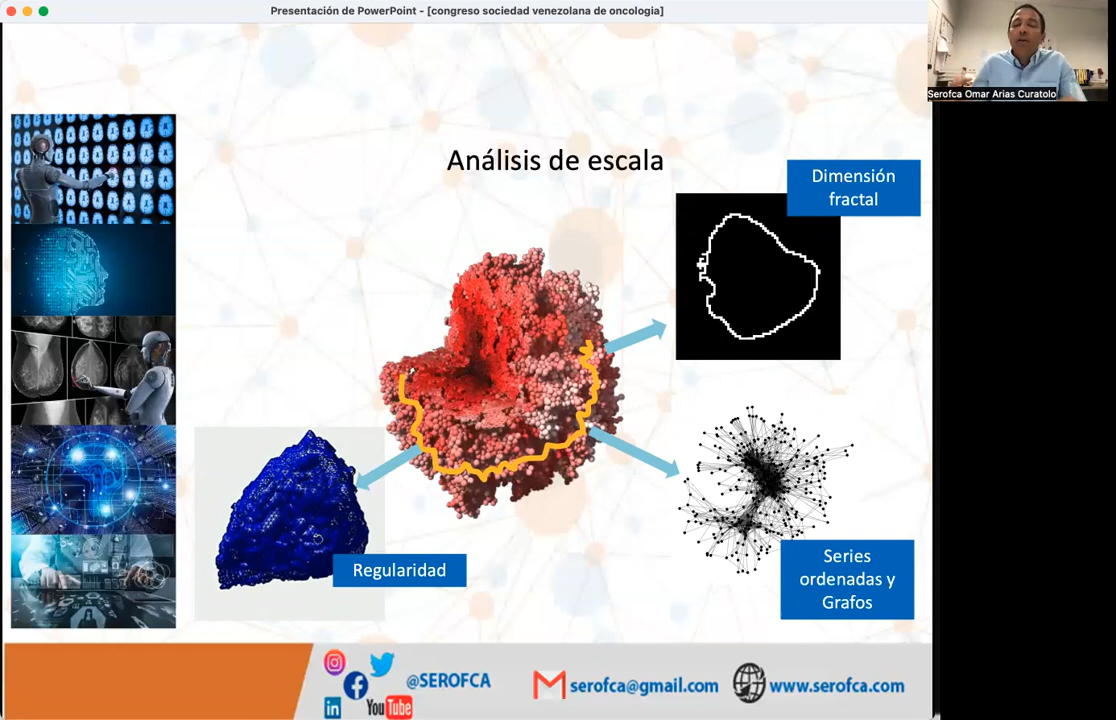 Presentación de PowerPoint - [congreso sociedad venezolana de oncologia]
Serofca Omar Arias Curatolo
Análisis de escala
Dimensión
fractal
Regularidad
Series
ordenadas y
Grafos
@SEROFCA
in
YouTube
serofca@gmail.com
www.serofca.com